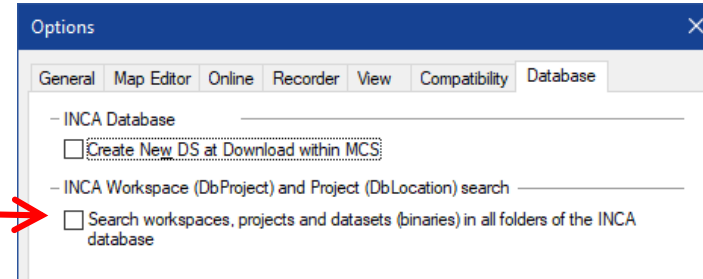 Options
General Map Editor Online Recorder View Compatibility Database
INCA Database
Create New DS at Download within MCS
INCA Workspace (DbProject) and Project (DbLocation) search
Search workspaces, projects and datasets (binaries) in all folders of the INCA
database